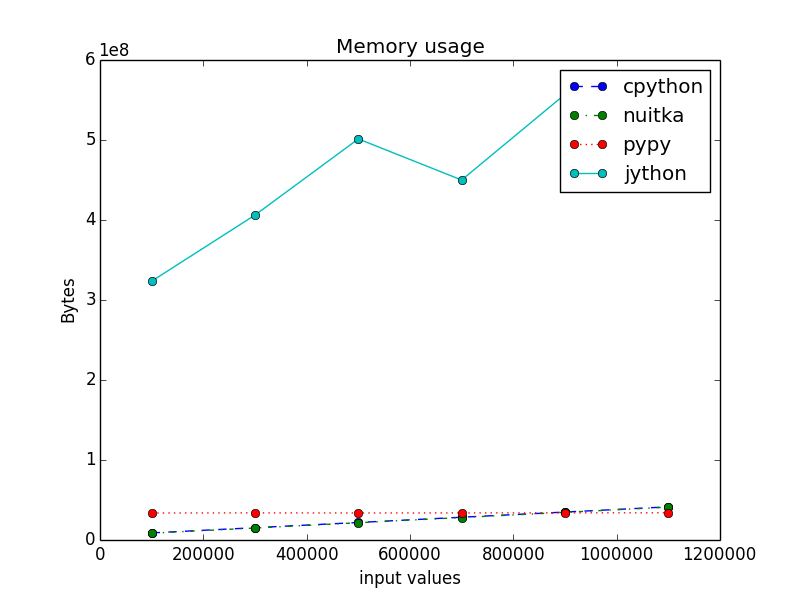 Memory usage
1e8
6
5
4
3
2
1
0
Bytes
0 200000 400000 600000 800000 1000000 1200000
input values
cpython
nuitka
pypy
jython